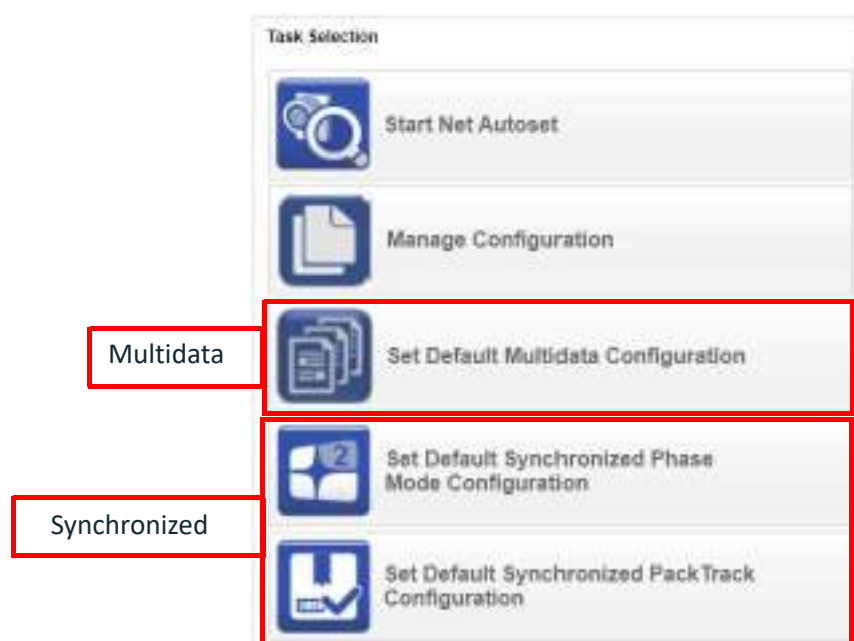 Task Selection
Start Net Autoset
Manage Configuration
Multidata
Set Default Multidata Configuration
2
Set Default Synchronized Phase
Mode Configuration
Synchronized
Set Default Synchronized PackTrack
Configuration